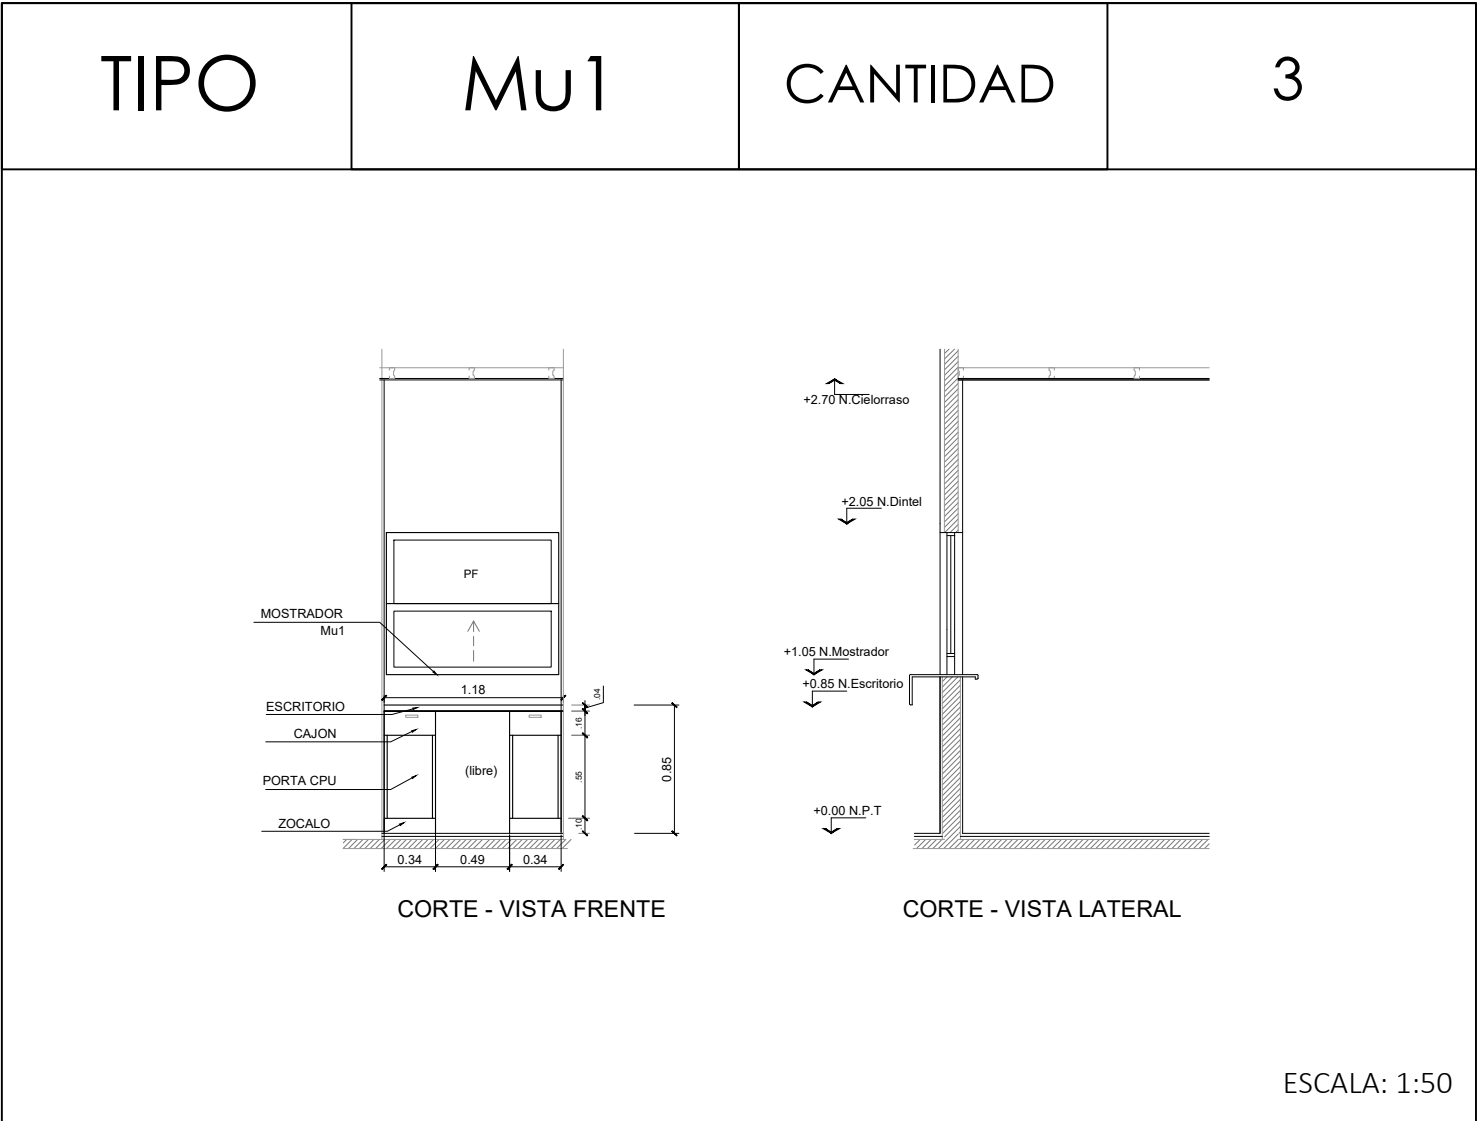 TIPO
Mu1
CANTIDAD
3
+2.70 N.Cielorraso
+2.05 N.Dintel
PF
MOSTRADOR
Mu1
+1.05 N.Mostrador
+0.85 N.Escritorio
1.18
.04
ESCRITORIO
.16
CAJON
(libre)
.55
0.85
PORTA CPU
+0.00 N.P.T
ZOCALO
.10
0.34
0.49
0.34
CORTE - VISTA FRENTE
CORTE - VISTA LATERAL
ESCALA: 1:50